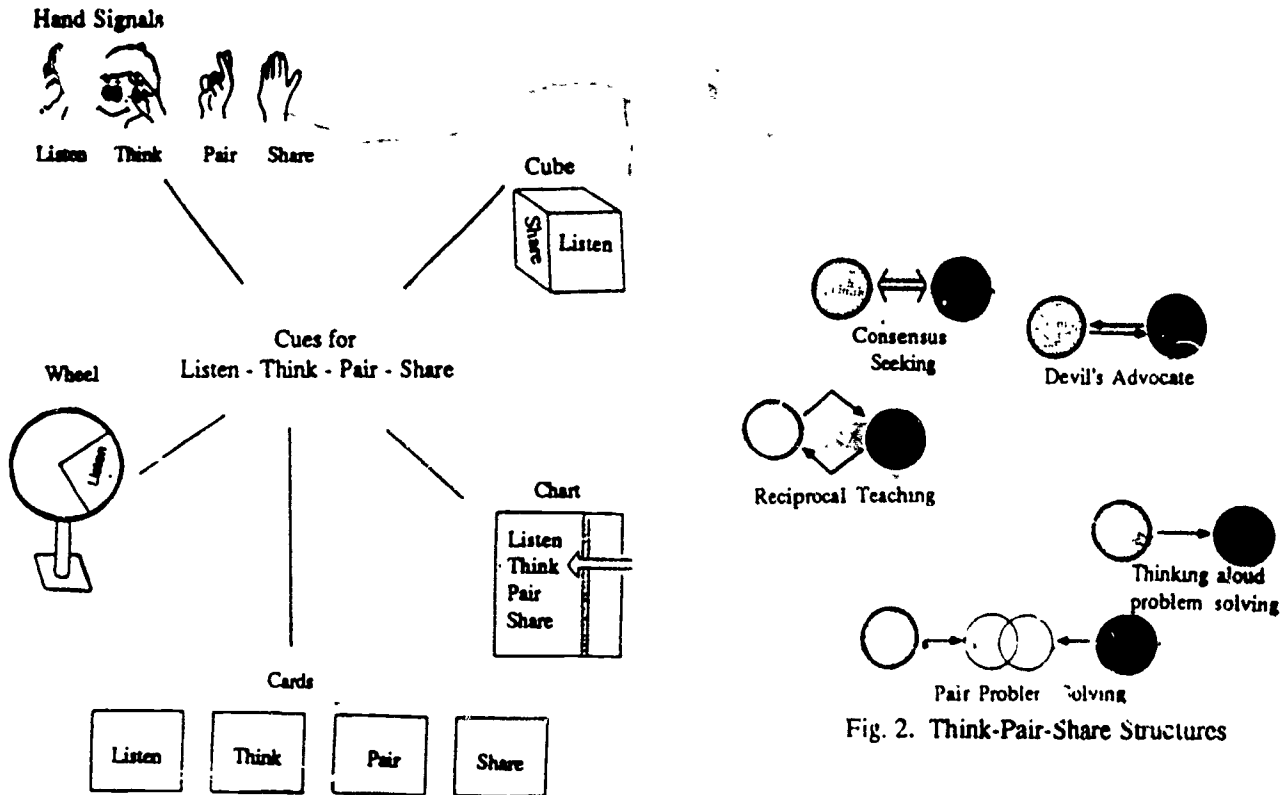 Hand Signals
Listen Think Pair Share
Cube
Share
Listen
Cues for
Listen - Think - Pair - Share
Wheel
Listen
Chart
Listen
Think
Pair
Share
Cards
Listen
Think
Pair
Share
Consensus
Seeking
Devil's Advocate
Reciprocal Teaching
Thinking aloud
problem solving
Pair
Fig. 2. Think-Pair-Share Structures